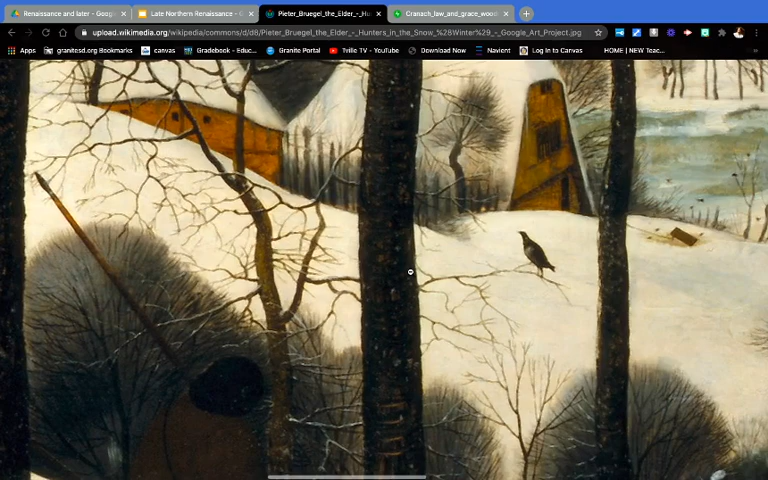 Renaissance and later - Goog
Late Northern Renaissance - G
Pieter_Bruegel_the_Elder_-_Hu
Cranach_law_and_grace_wood
upload.wikimedia.org/wikipedia/commons/d/d8/Pieter_Bruegel_the_Elder_-_Hunters_in_the_Snow_%28Winter%29_-_Google_Art_Project.jpg
Apps granitesd.org Bookmarks canvas Gradebook - Educ... Granite Portal Tville TV - YouTube Download Now Navient Log In to Canvas HOME | NEW Teac...